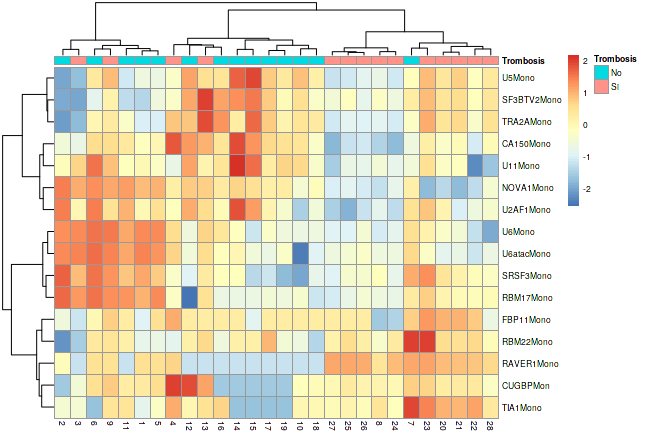 Trombosis
U5Mono
SF3BTV2Mono
TRA2AMono
CA150Mono
U11Mono
NOVA1Mono
U2AF1Mono
U6Mono
U6atacMono
SRSF3Mono
RBM17Mono
FBP11Mono
RBM22Mono
RAVER1Mono
CUGBPMon
TIA1Mono
2 3 6 9 11 1 5 4 12 13 16 14 15 17 19 10 18 27 25 26 8 24 7 23 20 21 22 28
2
1
0
-1
-2
Trombosis
No
SI